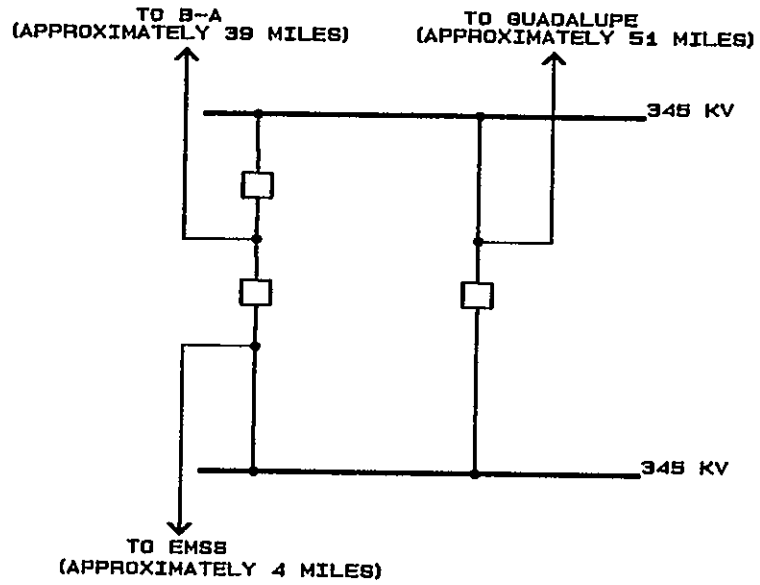 TO B-A
(APPROXIMATELY 39 MILES)
TO GUADALUPE
(APPROXIMATELY 51 MILES)
345 KV
345 KV
TO EMSS
(APPROXIMATELY 4 MILES)